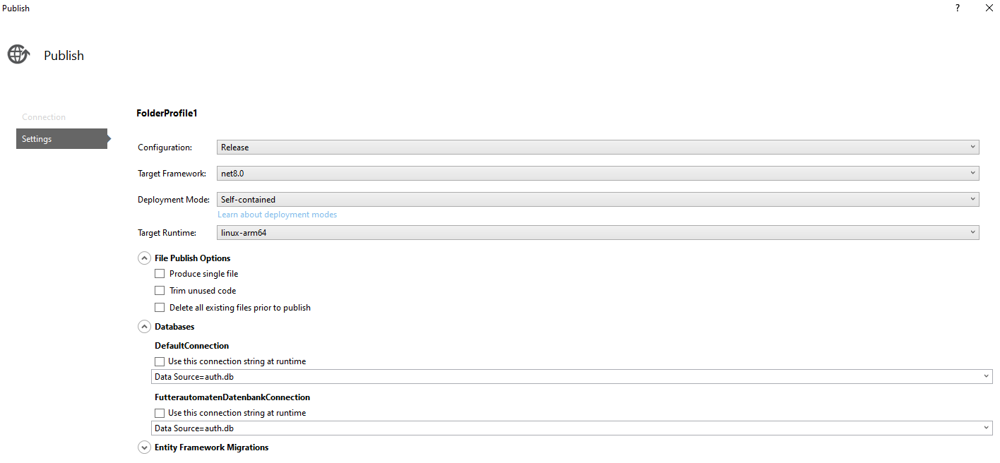 Publish
?
Publish
Connection
Settings
FolderProfile1
Configuration: Release
Target Framework: net8.0
Deployment Mode: Self-contained
Learn about deployment modes
Target Runtime: linux-arm64
File Publish Options
Produce single file
Trim unused code
Delete all existing files prior to publish
Databases
DefaultConnection
Use this connection string at runtime
Data Source=auth.db
FutterautomatenDatenbankConnection
Use this connection string at runtime
Data Source=auth.db
Entity Framework Migrations